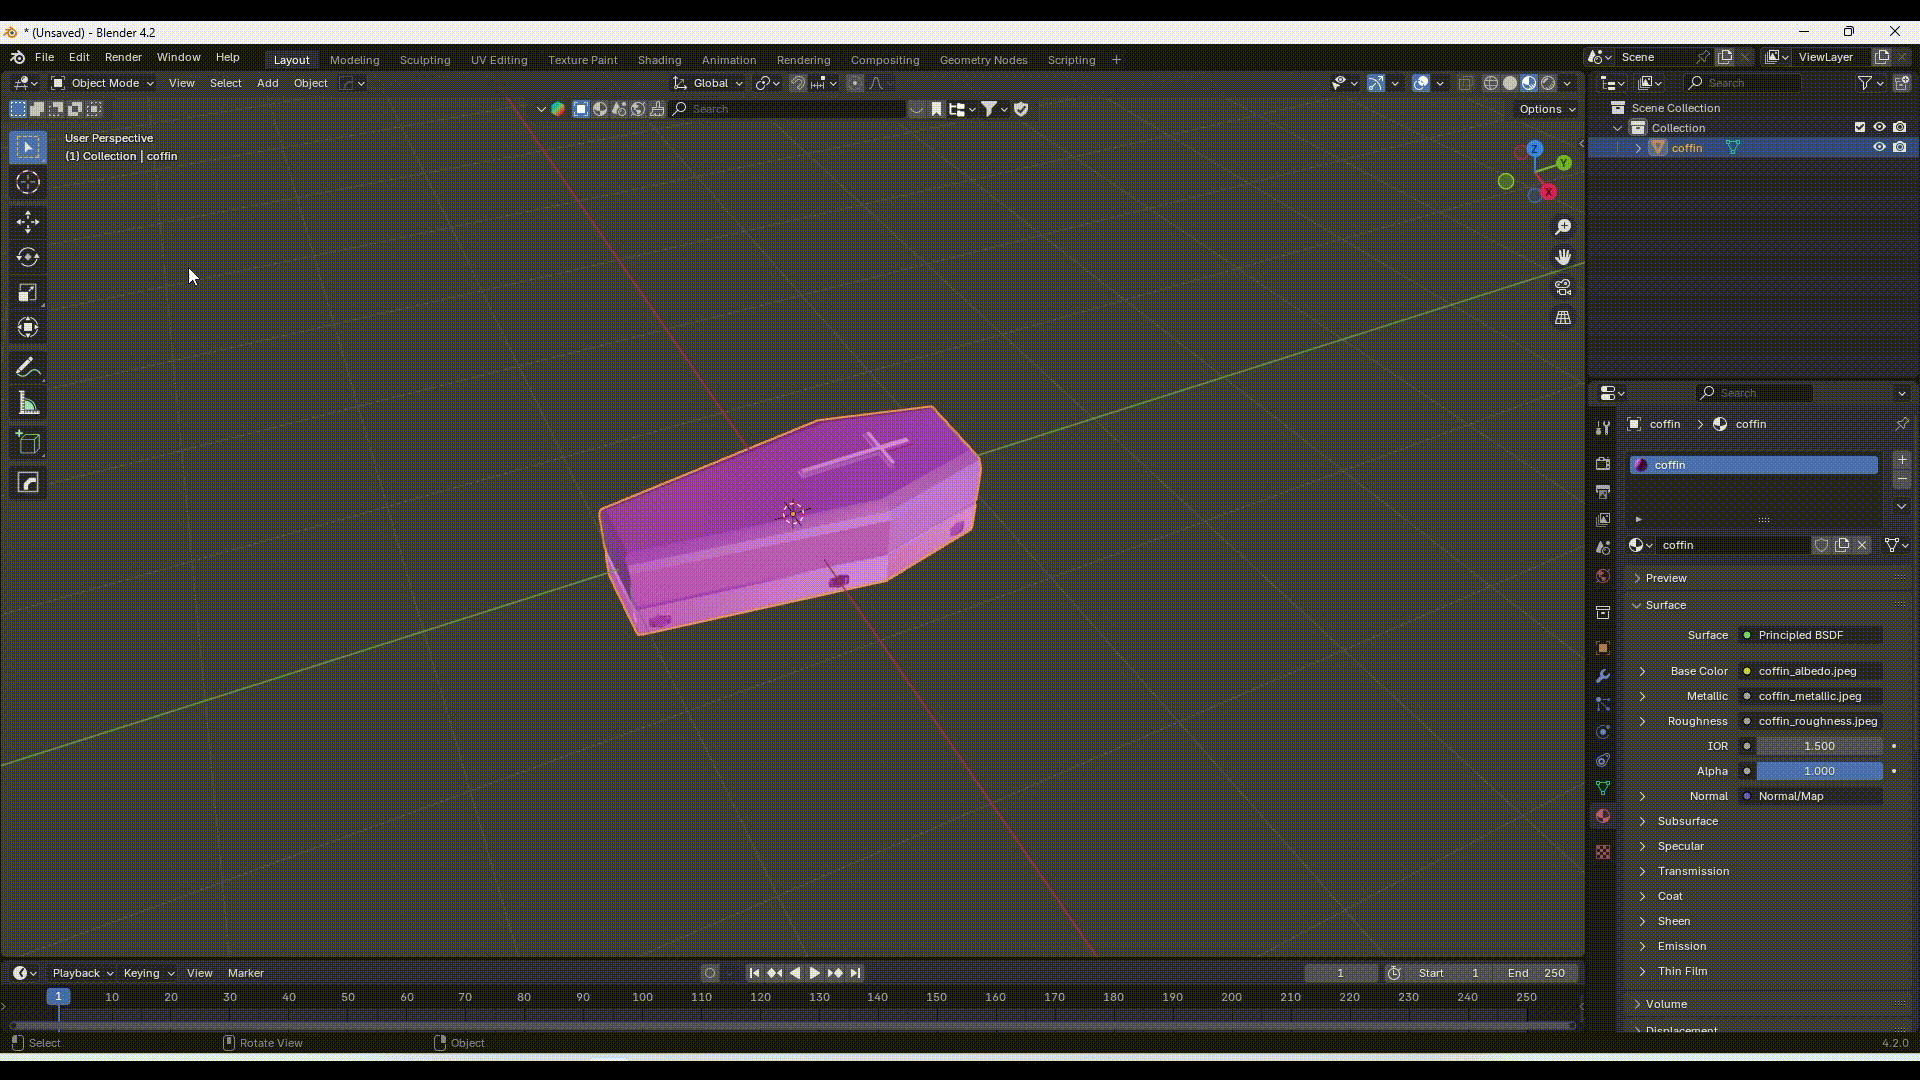 * (Unsaved) - Blender 4.2
File Edit Render Window Help Layout Modeling Sculpting UV Editing Texture Paint Shading Animation Rendering Compositing Geometry Nodes Scripting + Scene ViewLayer
Object Mode View Select Add Object Global Search
Search Options
User Perspective
(1) Collection | coffin
Z
Y
X
Scene Collection
Collection
coffin
Search
coffin > coffin
coffin
coffin
Preview
Surface
Surface Principled BSDF
Base Color coffin_albedo.jpeg
Metallic coffin_metallic.jpeg
Roughness coffin_roughness.jpeg
IOR 1.500
Alpha 1.000
Normal Normal/Map
Subsurface
Specular
Transmission
Coat
Sheen
Emission
Thin Film
Volume
Displacement
Playback Keying View Marker 1 Start 1 End 250
1 10 20 30 40 50 60 70 80 90 100 110 120 130 140 150 160 170 180 190 200 210 220 230 240 250
Select Rotate View Object 4.2.0